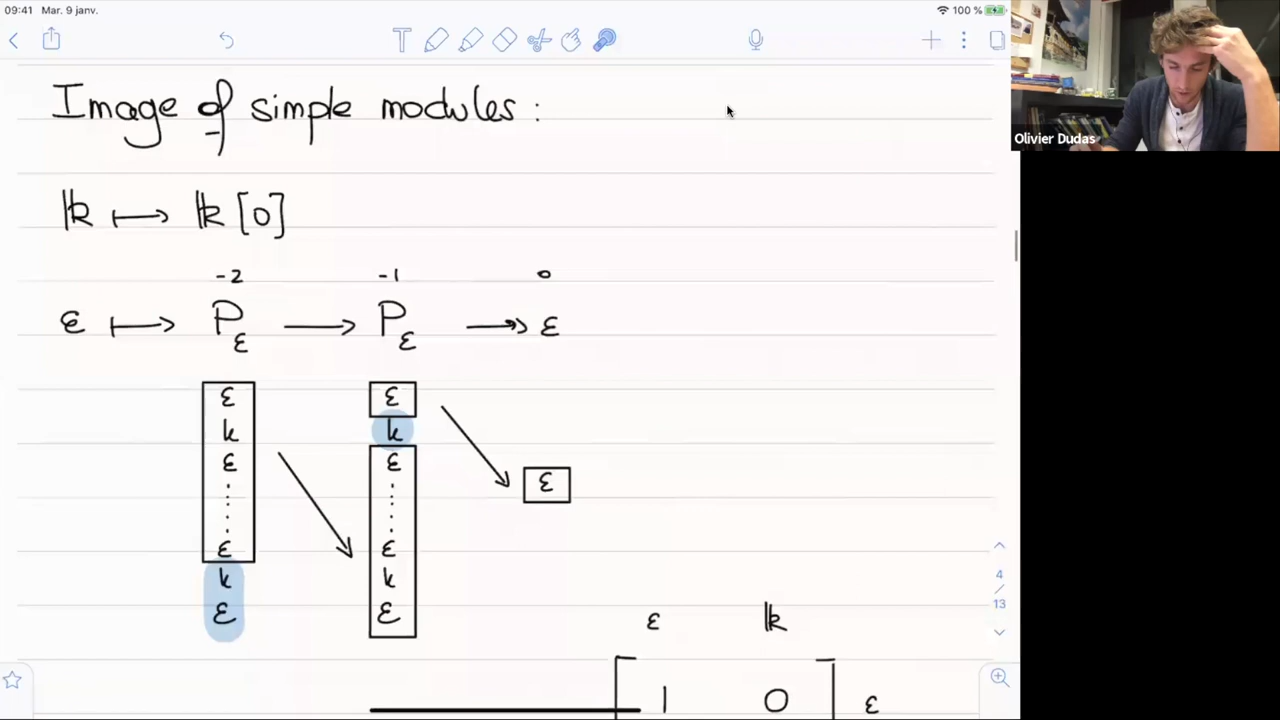 09:41 Mar. 9 janv.
100 %
Olivier Dudas
Image of simple modules :
𝕜 ⟼ 𝕜 [0]
-2 -1 0
ε ⟼ P_ε ⟶ P_ε ↠ ε
ε ε
k k
ε ε ε
ε ε
k k
ε ε
ε 𝕜
1 0 ε
4
/
13